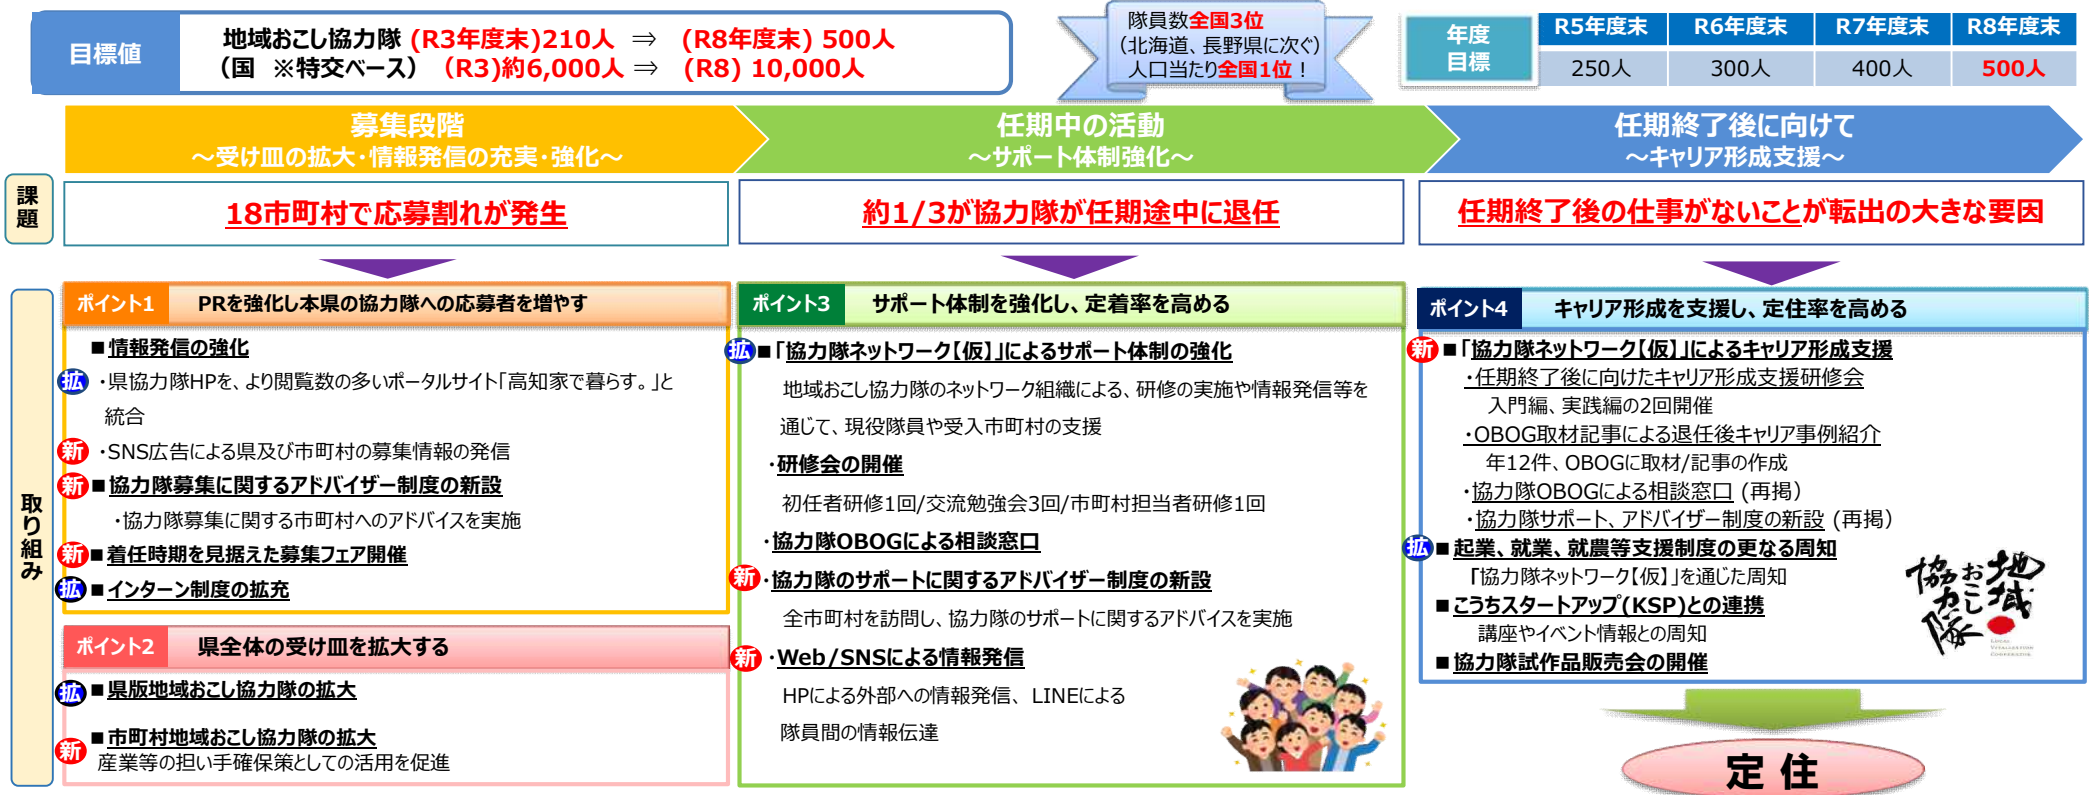 目標値
地域おこし協力隊 (R3年度末)210人 ⇒ (R8年度末) 500人
(国 ※特交ベース) (R3)約6,000人 ⇒ (R8) 10,000人
隊員数全国3位
(北海道、長野県に次ぐ)
人口当たり全国1位！
年度
目標
R5年度末 R6年度末 R7年度末 R8年度末
250人 300人 400人 500人
募集段階
～受け皿の拡大・情報発信の充実・強化～
任期中の活動
～サポート体制強化～
任期終了後に向けて
～キャリア形成支援～
課題
18市町村で応募割れが発生
約1/3が協力隊が任期途中に退任
任期終了後の仕事がないことが転出の大きな要因
取り組み
ポイント1 PRを強化し本県の協力隊への応募者を増やす
■情報発信の強化
拡 ・県協力隊HPを、より閲覧数の多いポータルサイト「高知家で暮らす。」と
統合
新 ・SNS広告による県及び市町村の募集情報の発信
新 ■協力隊募集に関するアドバイザー制度の新設
・協力隊募集に関する市町村へのアドバイスを実施
新 ■着任時期を見据えた募集フェア開催
拡 ■インターン制度の拡充
ポイント2 県全体の受け皿を拡大する
拡 ■県版地域おこし協力隊の拡大
新 ■市町村地域おこし協力隊の拡大
産業等の担い手確保策としての活用を促進
ポイント3 サポート体制を強化し、定着率を高める
拡 ■「協力隊ネットワーク【仮】」によるサポート体制の強化
地域おこし協力隊のネットワーク組織による、研修の実施や情報発信等を
通じて、現役隊員や受入市町村の支援
・研修会の開催
初任者研修1回/交流勉強会3回/市町村担当者研修1回
・協力隊OBOGによる相談窓口
新 ・協力隊のサポートに関するアドバイザー制度の新設
全市町村を訪問し、協力隊のサポートに関するアドバイスを実施
新 ・Web/SNSによる情報発信
HPによる外部への情報発信、LINEによる
隊員間の情報伝達
ポイント4 キャリア形成を支援し、定住率を高める
新 ■「協力隊ネットワーク【仮】」によるキャリア形成支援
・任期終了後に向けたキャリア形成支援研修会
入門編、実践編の2回開催
・OBOG取材記事による退任後キャリア事例紹介
年12件、OBOGに取材/記事の作成
・協力隊OBOGによる相談窓口 (再掲)
・協力隊サポート、アドバイザー制度の新設 (再掲)
拡 ■起業、就業、就農等支援制度の更なる周知
「協力隊ネットワーク【仮】」を通じた周知
■こうちスタートアップ(KSP)との連携
講座やイベント情報との周知
■協力隊試作品販売会の開催
地域おこし協力隊
LOCAL
VITALIZATION
COOPERATOR
定住